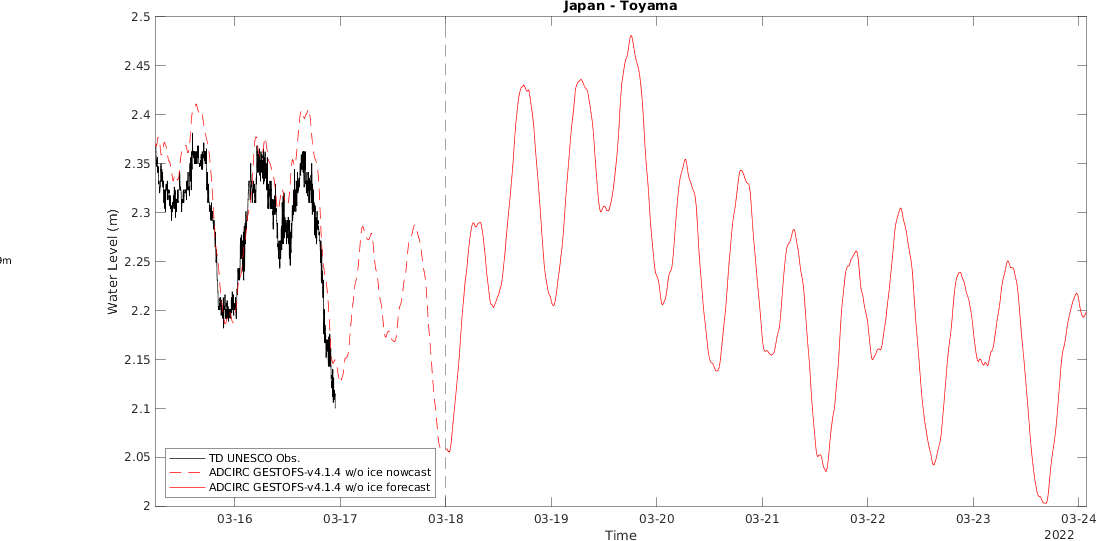 Japan - Toyama
2.5
2.45
2.4
2.35
2.3
2.25
2.2
2.15
2.1
2.05
2
Water Level (m)
9m
TD UNESCO Obs.
ADCIRC GESTOFS-v4.1.4 w/o ice nowcast
ADCIRC GESTOFS-v4.1.4 w/o ice forecast
03-16 03-17 03-18 03-19 03-20 03-21 03-22 03-23 03-24
Time
2022